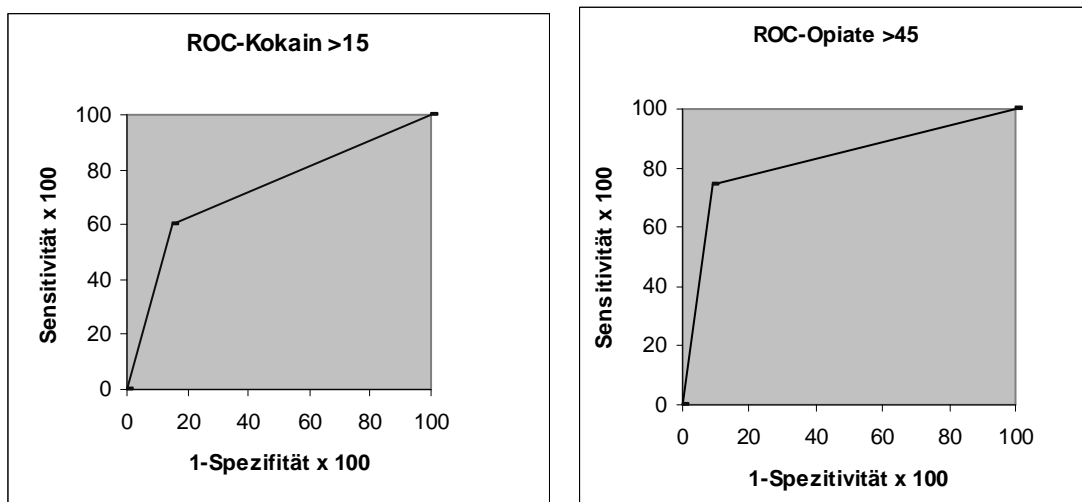 ROC-Kokain >15
Sensitivität x 100
100
80
60
40
20
0
0 20 40 60 80 100
1-Spezifität x 100
ROC-Opiate >45
Sensitivität x 100
100
80
60
40
20
0
0 20 40 60 80 100
1-Spezitivität x 100